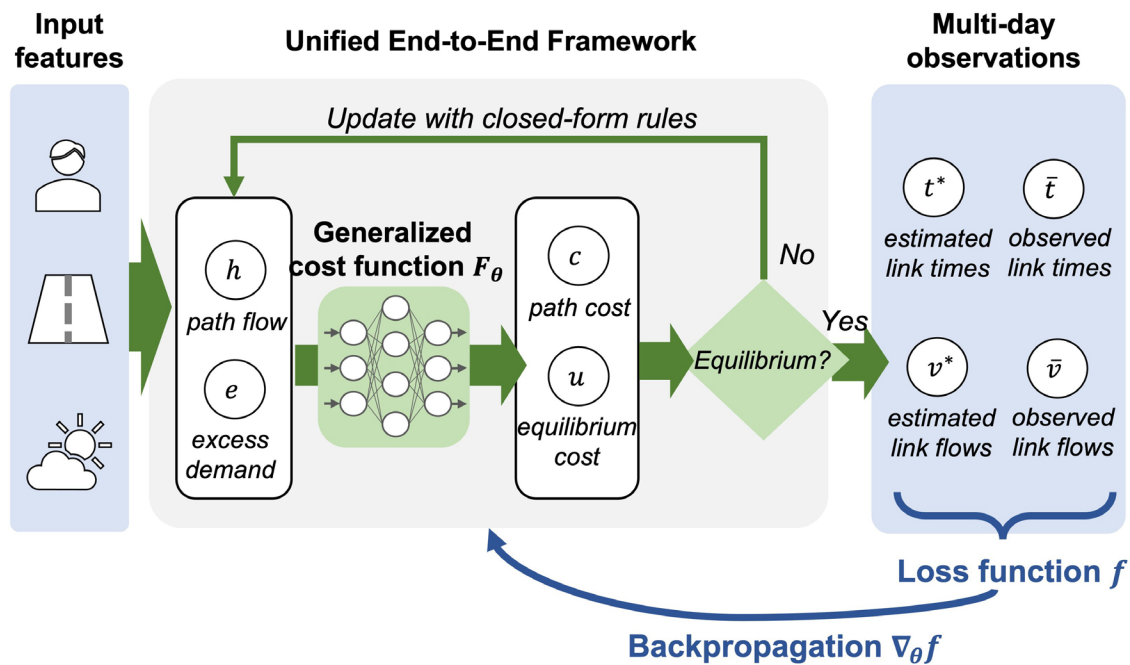 Input
features
Unified End-to-End Framework
Multi-day
observations
Update with closed-form rules
h
path flow
e
excess
demand
Generalized
cost function F_θ
c
path cost
u
equilibrium
cost
No
Equilibrium?
Yes
t*
estimated
link times
t̄
observed
link times
v*
estimated
link flows
v̄
observed
link flows
Loss function f
Backpropagation ∇_θ f